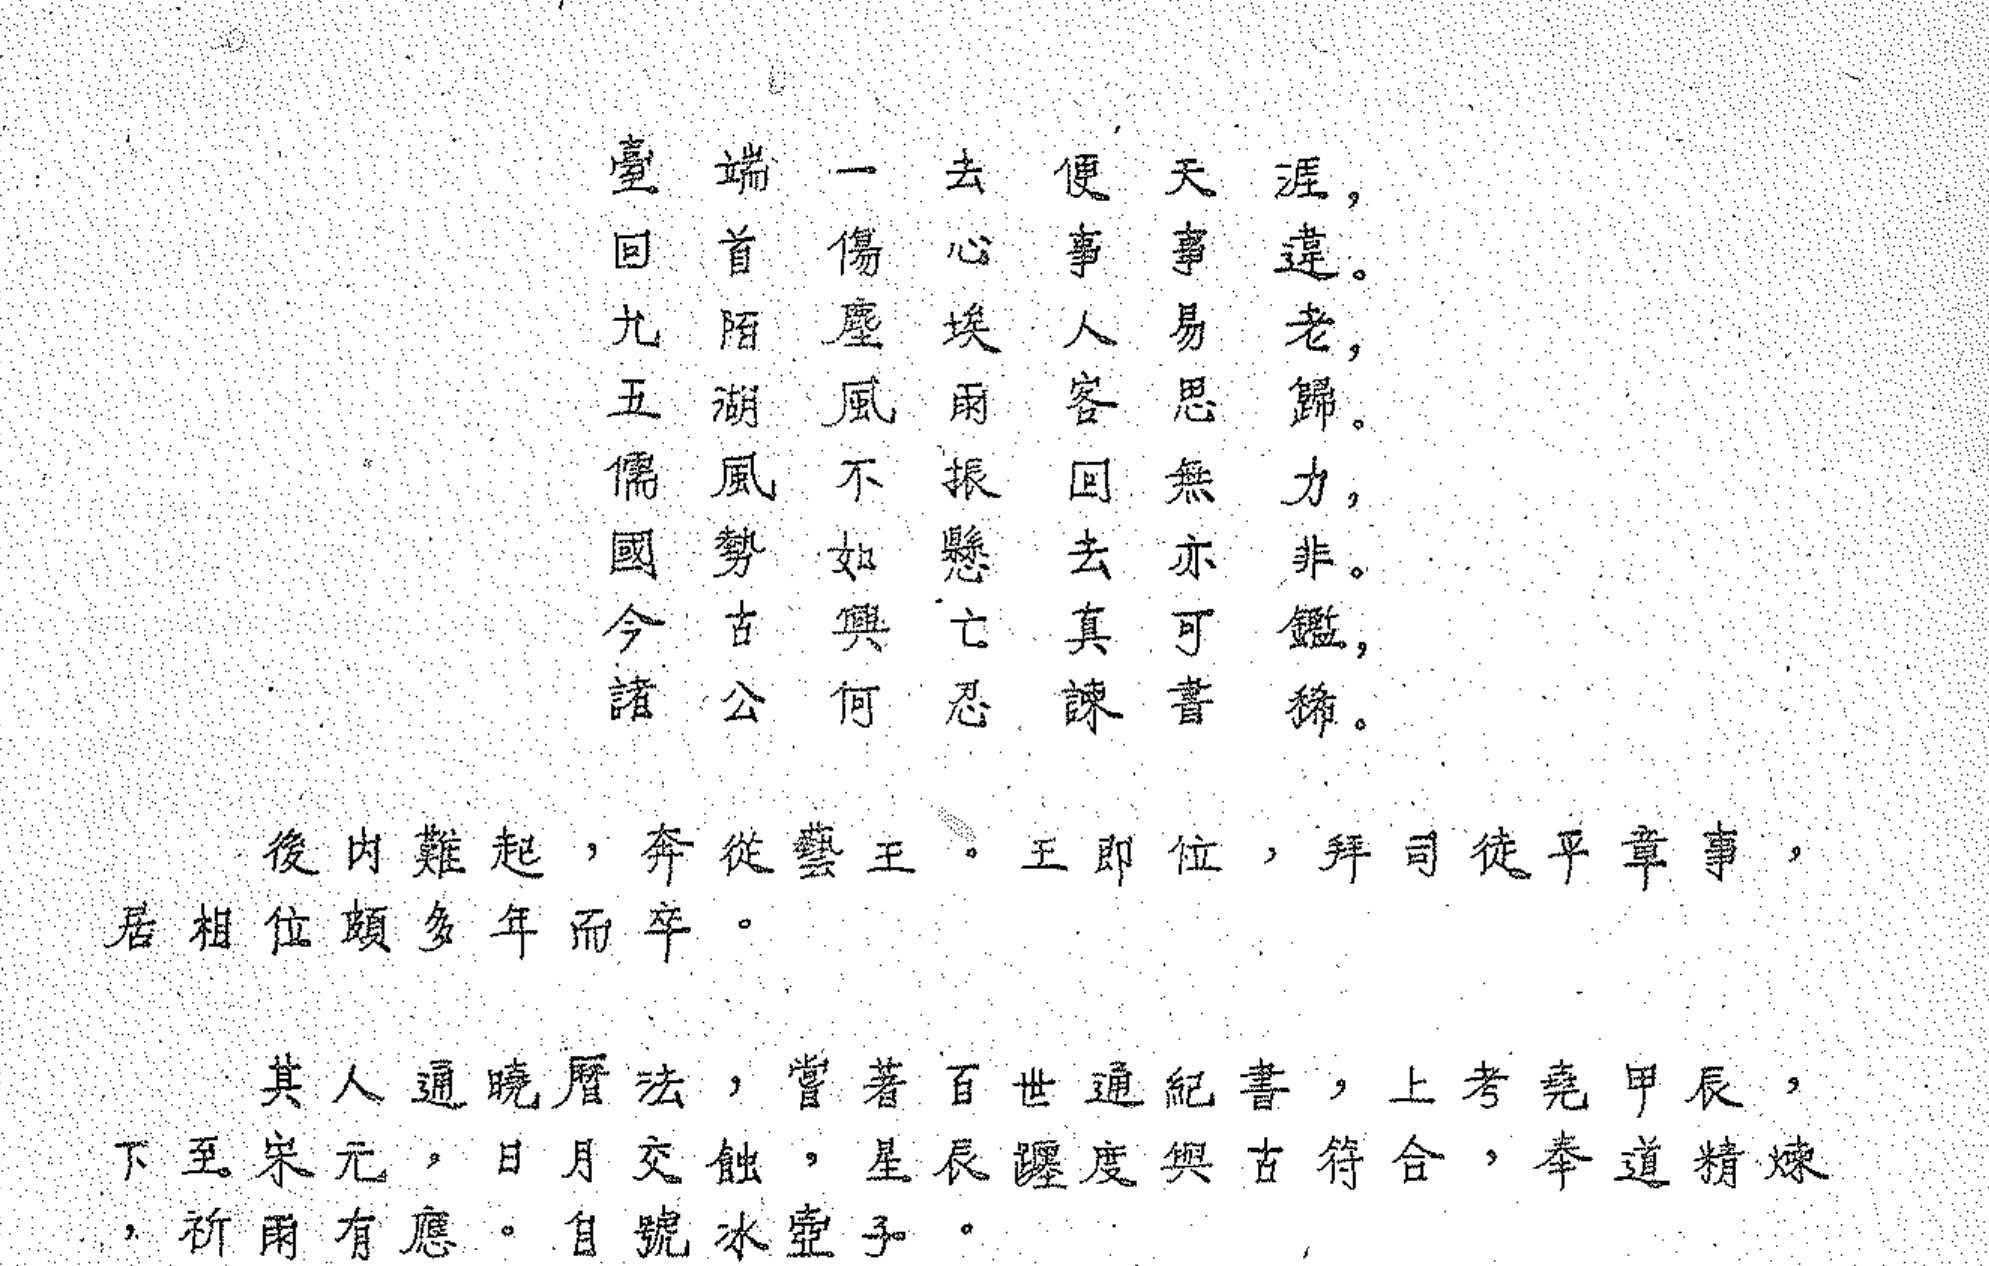 臺端一去便天涯，
回首傷心事事違。
九陌塵埃人易老，
五湖風雨客思歸。
儒風不振回無力，
國勢如懸去亦非。
今古興亡真可鑑，
諸公何忍諫書稀。
後内難起，奔從藝王。王即位，拜司徒平章事，
居相位頗多年而卒。
其人通曉曆法，嘗著百世通紀書，上考堯甲辰，
下至宋元，日月交蝕，星辰躔度與古符合，奉道精煉
，祈雨有應。自號冰壺子。